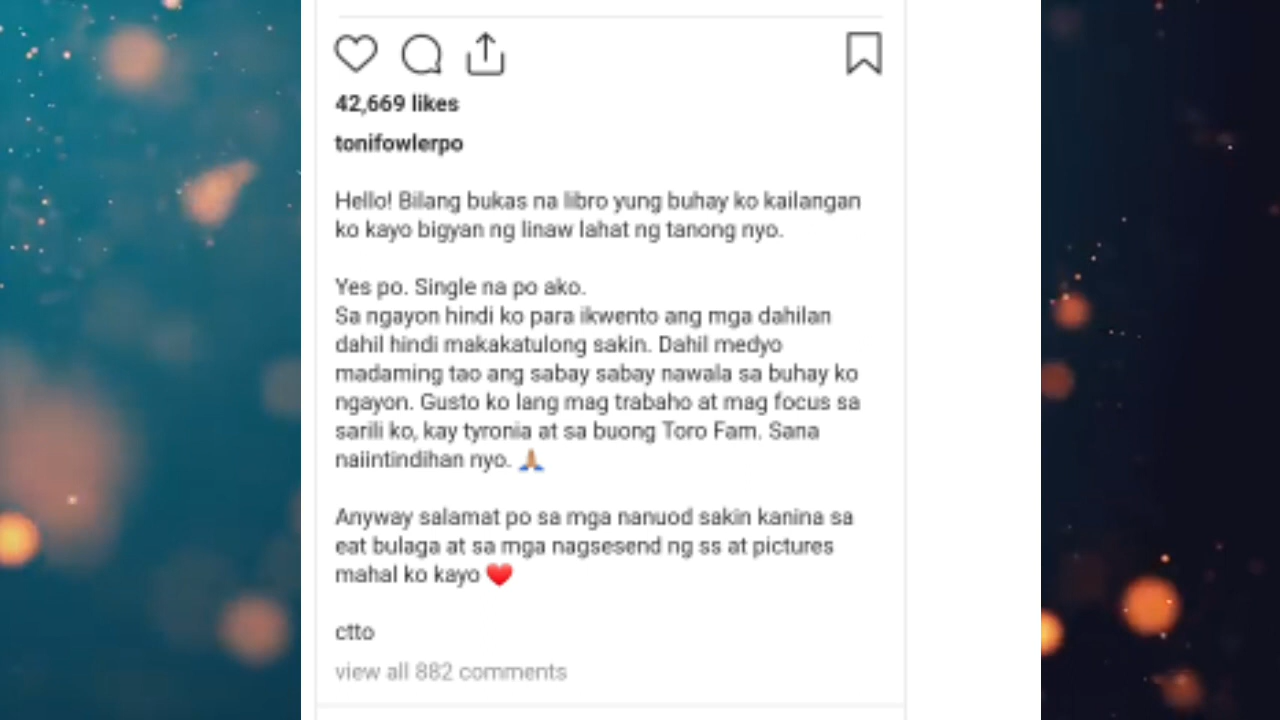 42,669 likes
tonifowlerpo
Hello! Bilang bukas na libro yung buhay ko kailangan
ko kayo bigyan ng linaw lahat ng tanong nyo.
Yes po. Single na po ako.
Sa ngayon hindi ko para ikwento ang mga dahilan
dahil hindi makakatulong sakin. Dahil medyo
madaming tao ang sabay sabay nawala sa buhay ko
ngayon. Gusto ko lang mag trabaho at mag focus sa
sarili ko, kay tyronia at sa buong Toro Fam. Sana
naiintindihan nyo. 🙏🏽
Anyway salamat po sa mga nanuod sakin kanina sa
eat bulaga at sa mga nagsesend ng ss at pictures
mahal ko kayo ❤️
ctto
view all 882 comments